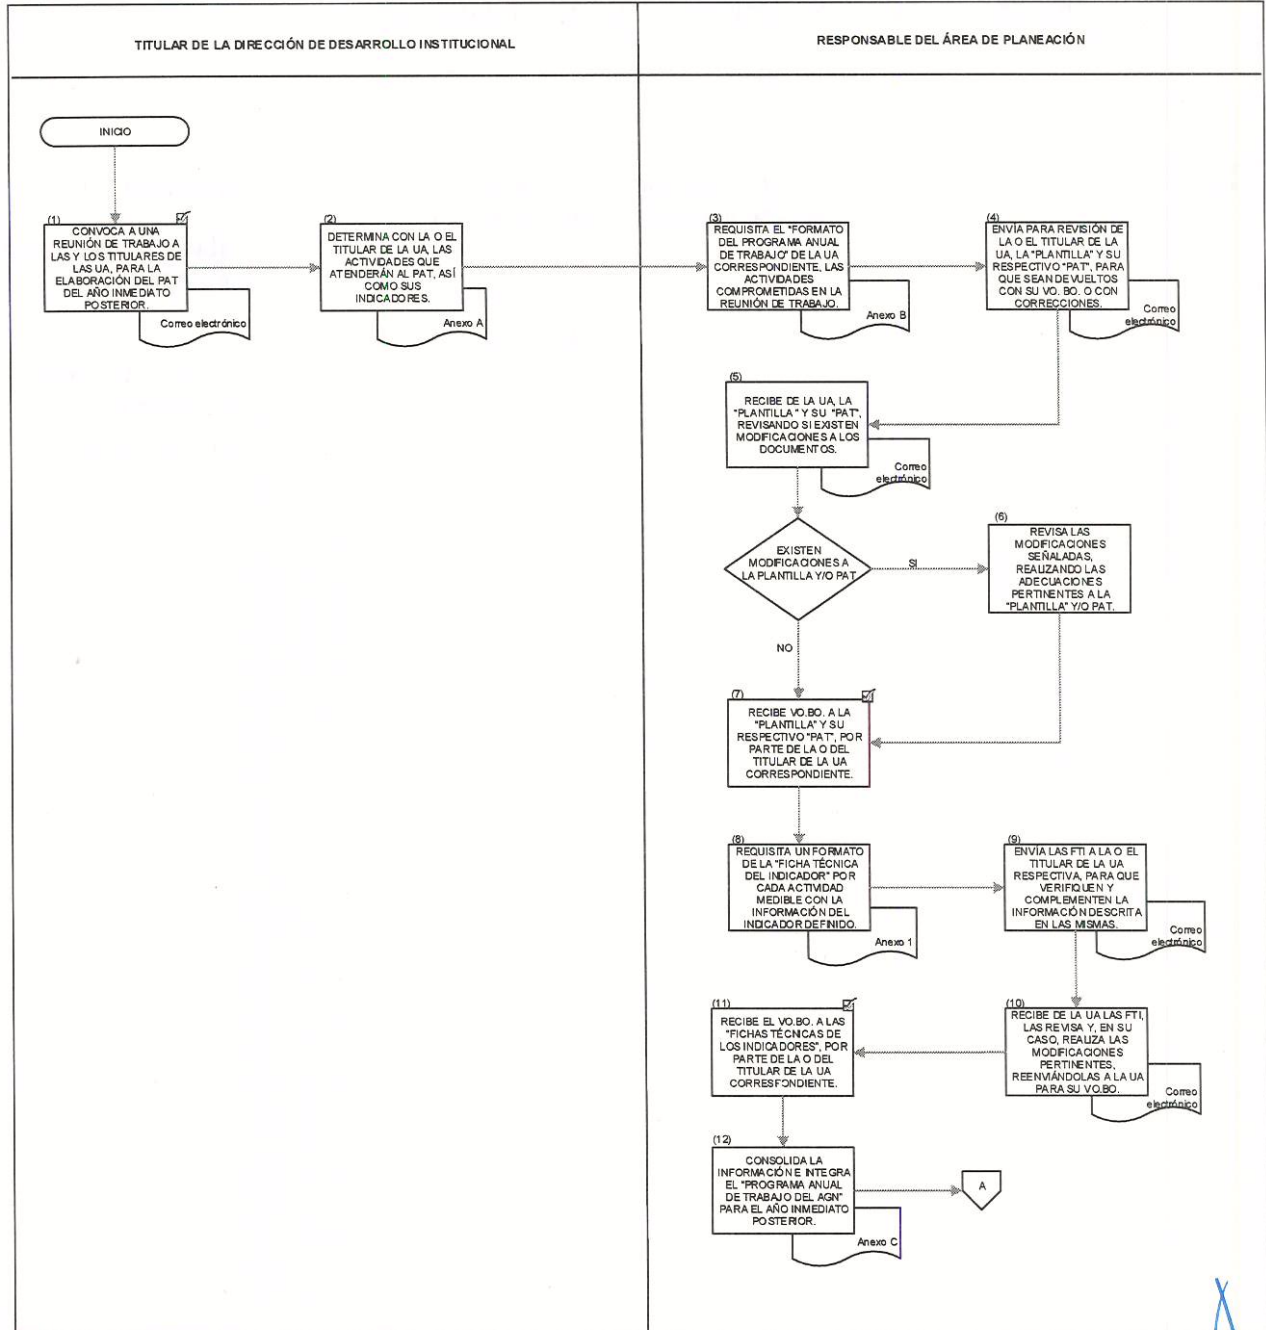 TITULAR DE LA DIRECCIÓN DE DESARROLLO INSTITUCIONAL
RESPONSABLE DEL ÁREA DE PLANEACIÓN
INICIO
(1)
CONVOCA A UNA
REUNIÓN DE TRABAJO A
LAS Y LOS TITULARES DE
LAS UA, PARA LA
ELABORACIÓN DEL PAT
DEL AÑO INMEDIATO
POSTERIOR.
Correo electrónico
(2)
DETERMINA CON LA O EL
TITULAR DE LA UA, LAS
ACTIVIDADES QUE
ATENDERÁN AL PAT, ASÍ
COMO SUS
INDICADORES.
Anexo A
(3)
REQUISITA EL "FORMATO
DEL PROGRAMA ANUAL
DE TRABAJO" DE LA UA
CORRESPONDIENTE, LAS
ACTIVIDADES
COMPROMETIDAS EN LA
REUNIÓN DE TRABAJO.
Anexo B
(4)
ENVÍA PARA REVISIÓN DE
LA O EL TITULAR DE LA
UA, LA "PLANTILLA" Y SU
RESPECTIVO "PAT", PARA
QUE SEAN DEVUELTOS
CON SU VO. BO. O CON
CORRECCIONES.
Correo
electrónico
(5)
RECIBE DE LA UA, LA
"PLANTILLA" Y SU "PAT",
REVISANDO SI EXISTEN
MODIFICACIONES A LOS
DOCUMENTOS.
Correo
electrónico
EXISTEN
MODIFICACIONES A
LA PLANTILLA Y/O PAT
SI
(6)
REVISA LAS
MODIFICACIONES
SEÑALADAS,
REALIZANDO LAS
ADECUACIONES
PERTINENTES A LA
"PLANTILLA" Y/O PAT.
NO
(7)
RECIBE VO.BO. A LA
"PLANTILLA" Y SU
RESPECTIVO "PAT", POR
PARTE DE LA O DEL
TITULAR DE LA UA
CORRESPONDIENTE.
(8)
REQUISITA UN FORMATO
DE LA "FICHA TÉCNICA
DEL INDICADOR" POR
CADA ACTIVIDAD
MEDIBLE CON LA
INFORMACIÓN DEL
INDICADOR DEFINIDO.
Anexo 1
(9)
ENVÍA LAS FTI A LA O EL
TITULAR DE LA UA
RESPECTIVA, PARA QUE
VERIFIQUEN Y
COMPLEMENTEN LA
INFORMACIÓN DESCRITA
EN LAS MISMAS.
Correo
electrónico
(10)
RECIBE DE LA UA LAS FTI,
LAS REVISA Y, EN SU
CASO, REALIZA LAS
MODIFICACIONES
PERTINENTES,
REENVIÁNDOLAS A LA UA
PARA SU VO.BO.
Correo
electrónico
(11)
RECIBE EL VO.BO. A LAS
"FICHAS TÉCNICAS DE
LOS INDICADORES", POR
PARTE DE LA O DEL
TITULAR DE LA UA
CORRESPONDIENTE.
(12)
CONSOLIDA LA
INFORMACIÓN E INTEGRA
EL "PROGRAMA ANUAL
DE TRABAJO DEL AGN"
PARA EL AÑO INMEDIATO
POSTERIOR.
Anexo C
A